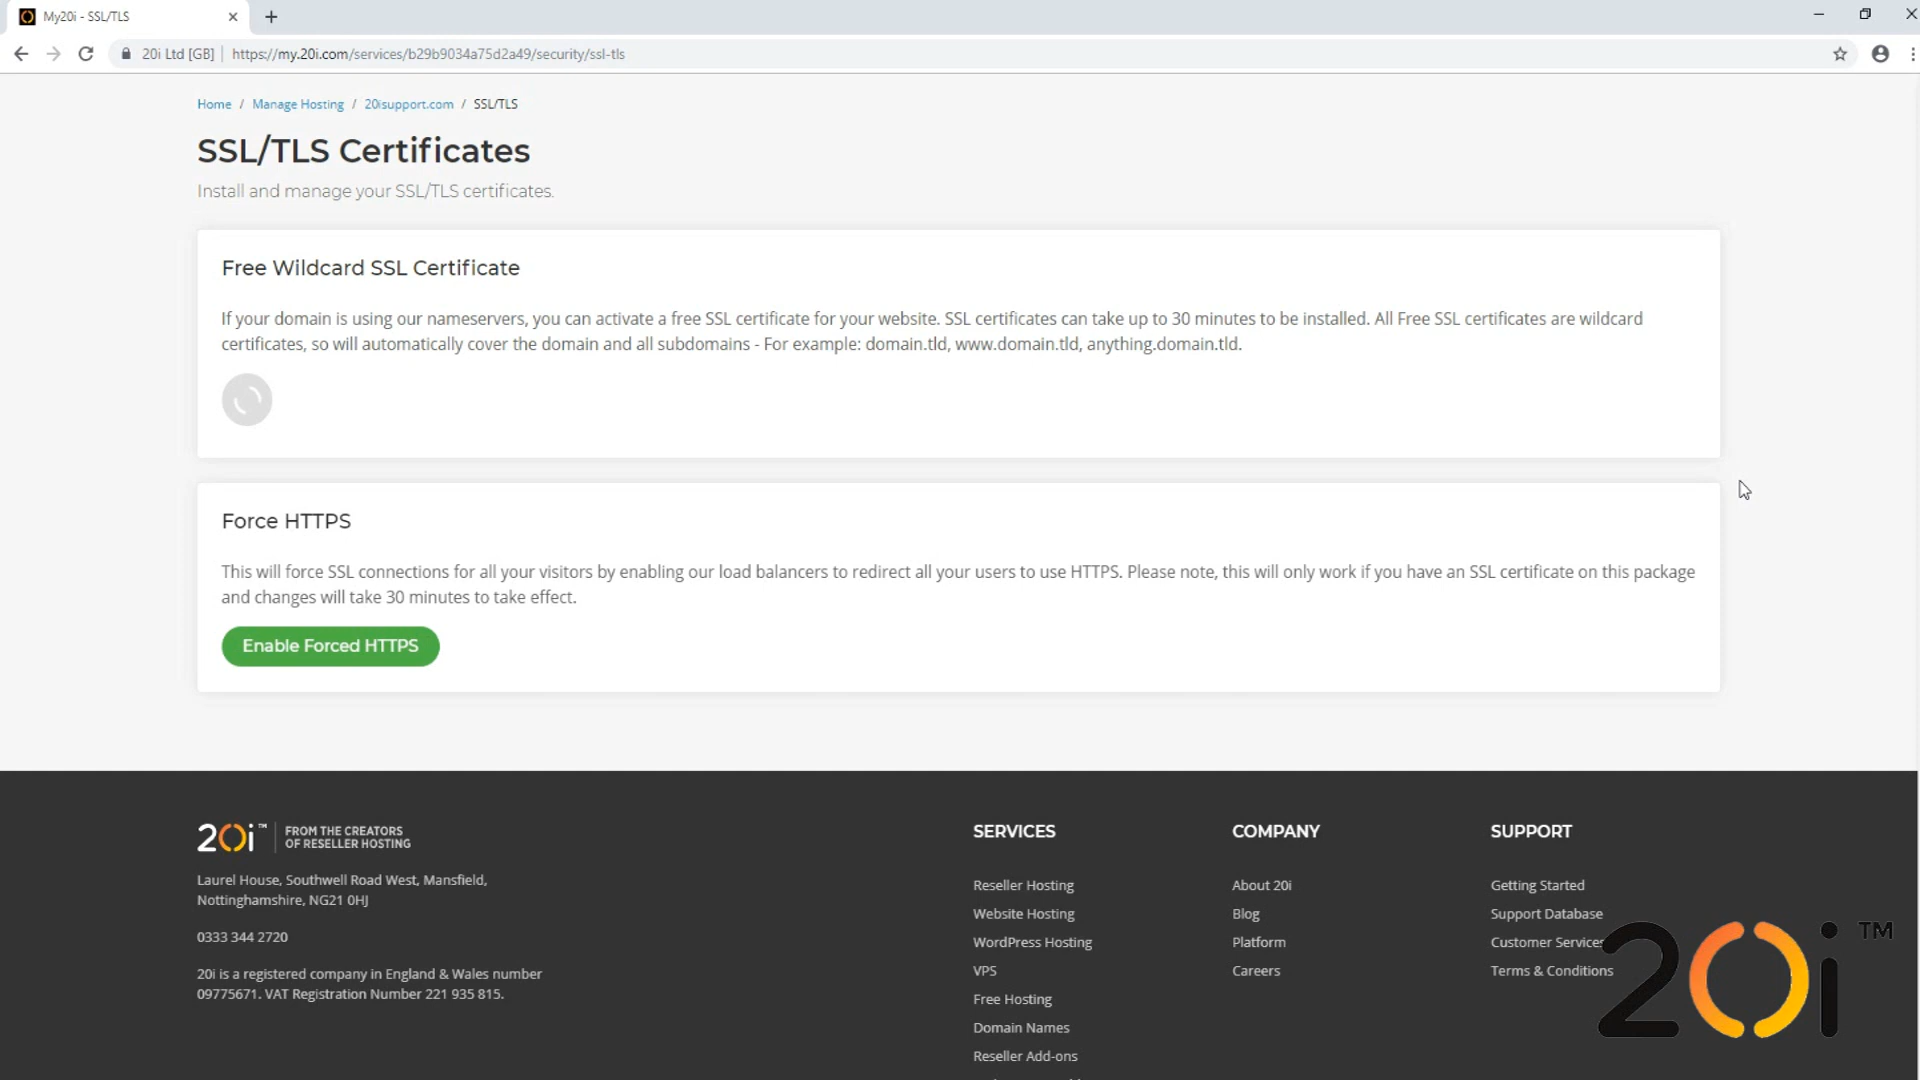 My20i - SSL/TLS
20i Ltd [GB] https://my.20i.com/services/b29b9034a75d2a49/security/ssl-tls
Home / Manage Hosting / 20isupport.com / SSL/TLS
SSL/TLS Certificates
Install and manage your SSL/TLS certificates.
Free Wildcard SSL Certificate
If your domain is using our nameservers, you can activate a free SSL certificate for your website. SSL certificates can take up to 30 minutes to be installed. All Free SSL certificates are wildcard
certificates, so will automatically cover the domain and all subdomains - For example: domain.tld, www.domain.tld, anything.domain.tld.
Force HTTPS
This will force SSL connections for all your visitors by enabling our load balancers to redirect all your users to use HTTPS. Please note, this will only work if you have an SSL certificate on this package
and changes will take 30 minutes to take effect.
Enable Forced HTTPS
20i™ FROM THE CREATORS
OF RESELLER HOSTING
Laurel House, Southwell Road West, Mansfield,
Nottinghamshire, NG21 0HJ
0333 344 2720
20i is a registered company in England & Wales number
09775671. VAT Registration Number 221 935 815.
SERVICES
Reseller Hosting
Website Hosting
WordPress Hosting
VPS
Free Hosting
Domain Names
Reseller Add-ons
COMPANY
About 20i
Blog
Platform
Careers
SUPPORT
Getting Started
Support Database
Customer Services
Terms & Conditions
20i™